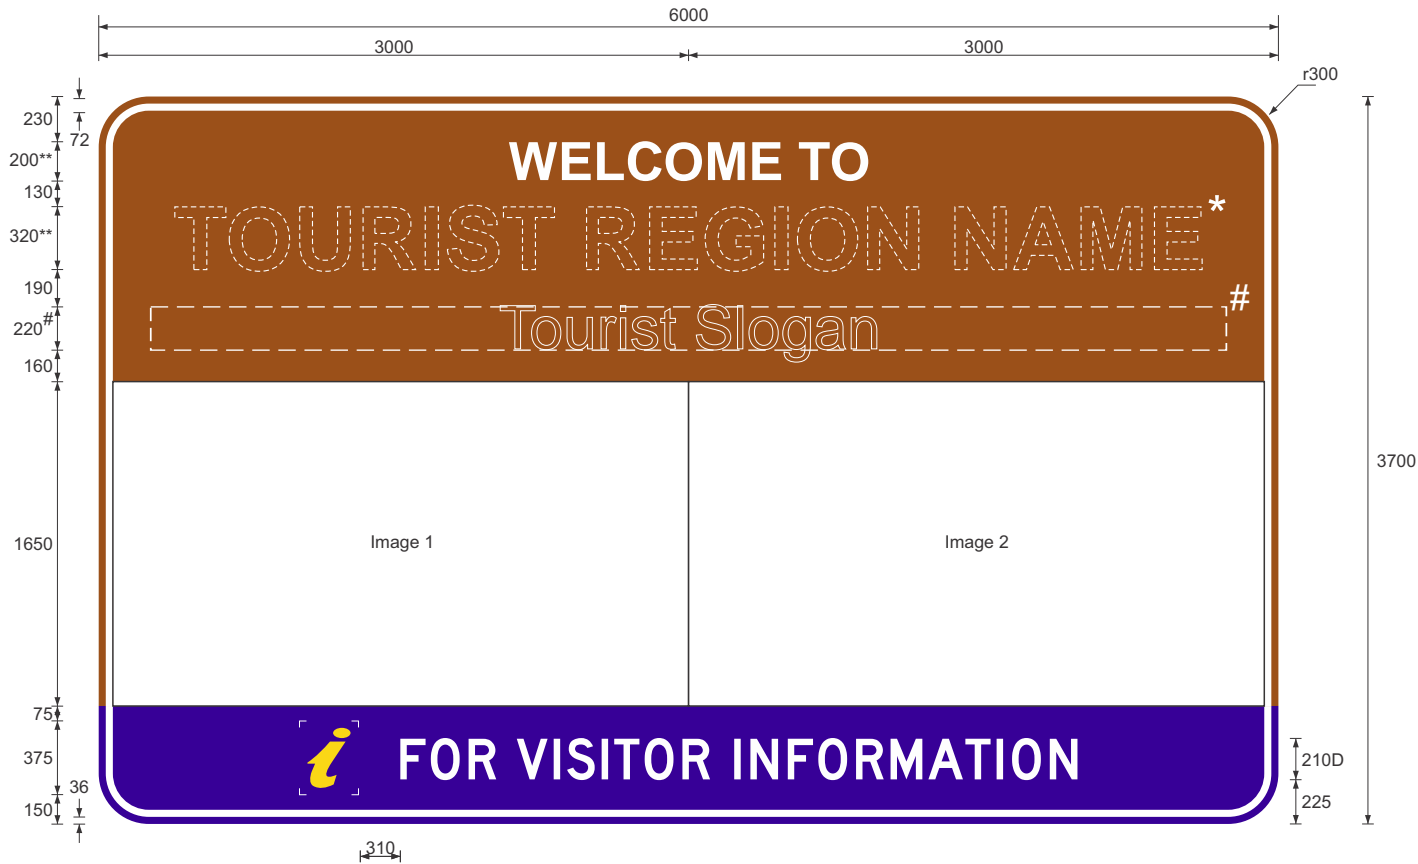 6000
3000 3000
r300
230
72
200**
130
320**
190
220#
160
1650
75
375
36
150
WELCOME TO
TOURIST REGION NAME*
Tourist Slogan#
Image 1 Image 2
i FOR VISITOR INFORMATION
3700
210D
225
310